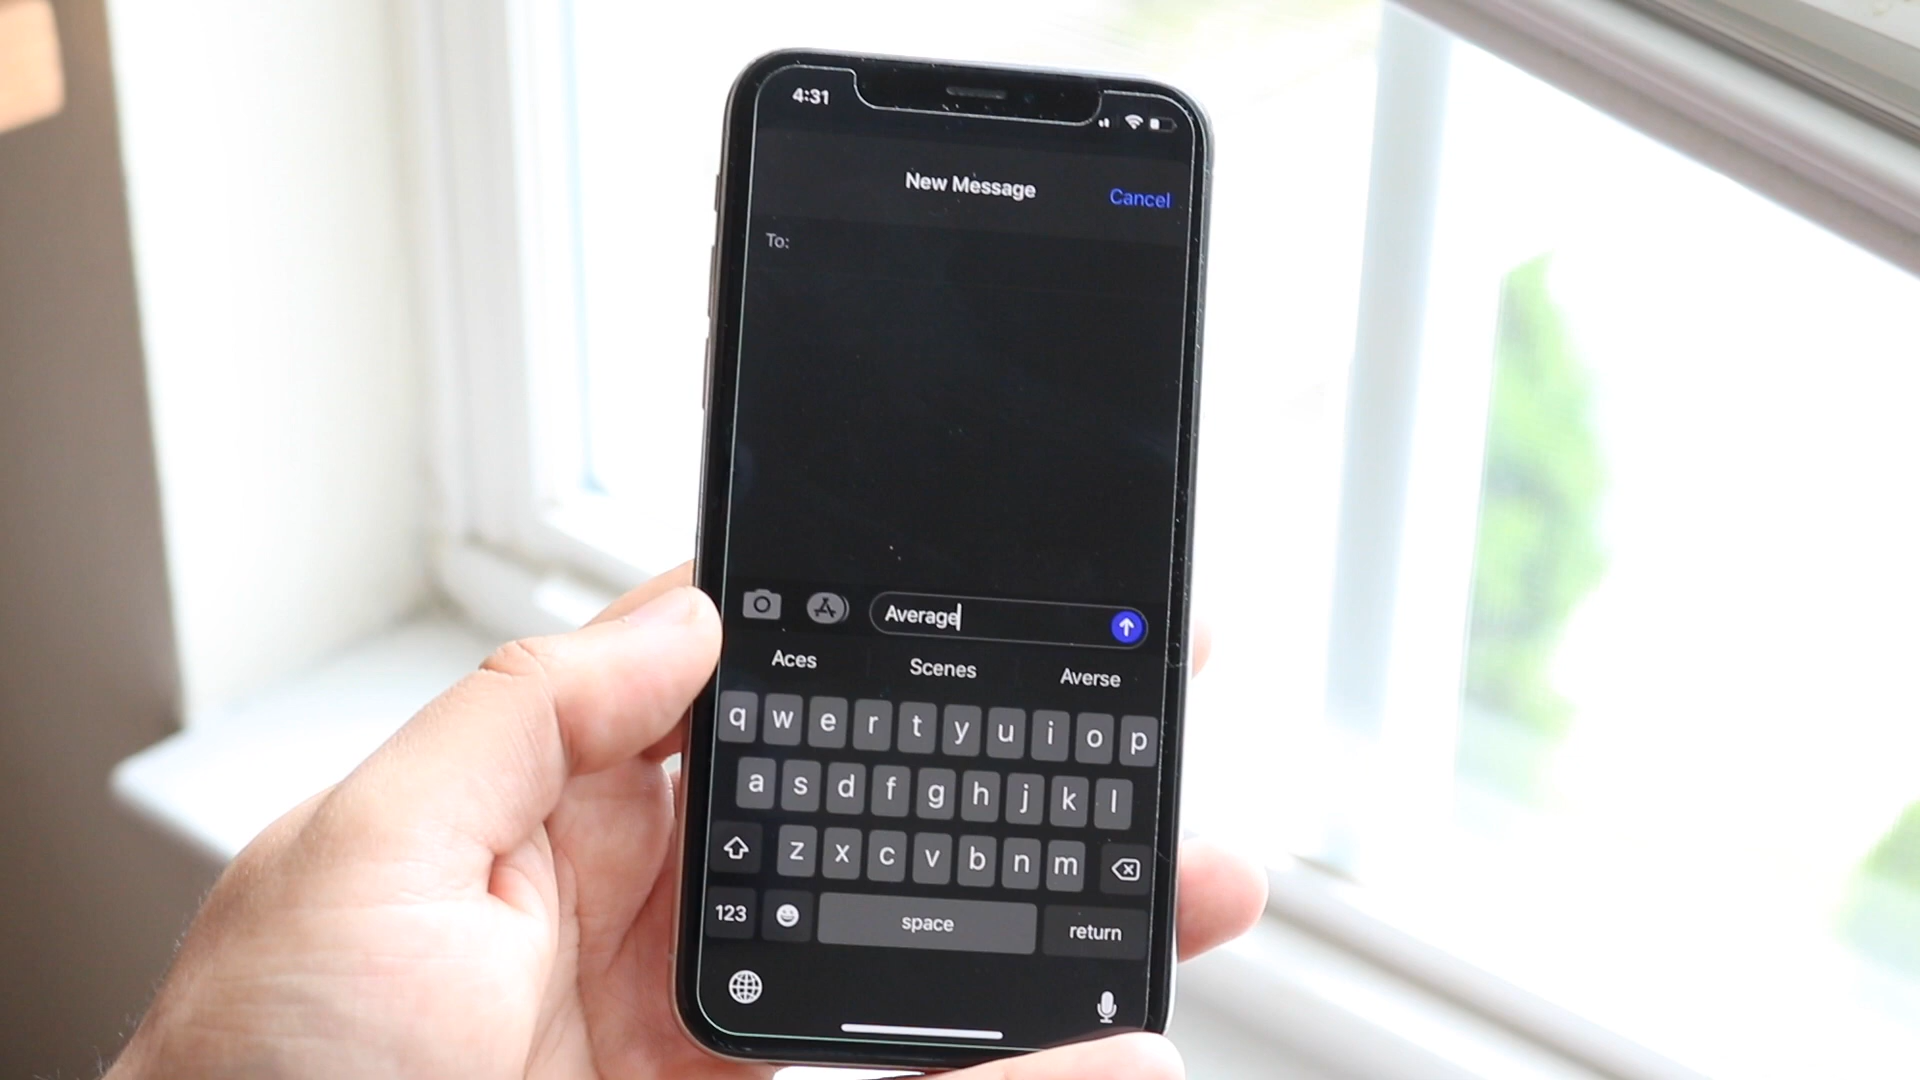 4:31
New Message
Cancel
To:
Average
Aces Scenes Averse
q w e r t y u i o p
a s d f g h j k l
z x c v b n m
123 space return